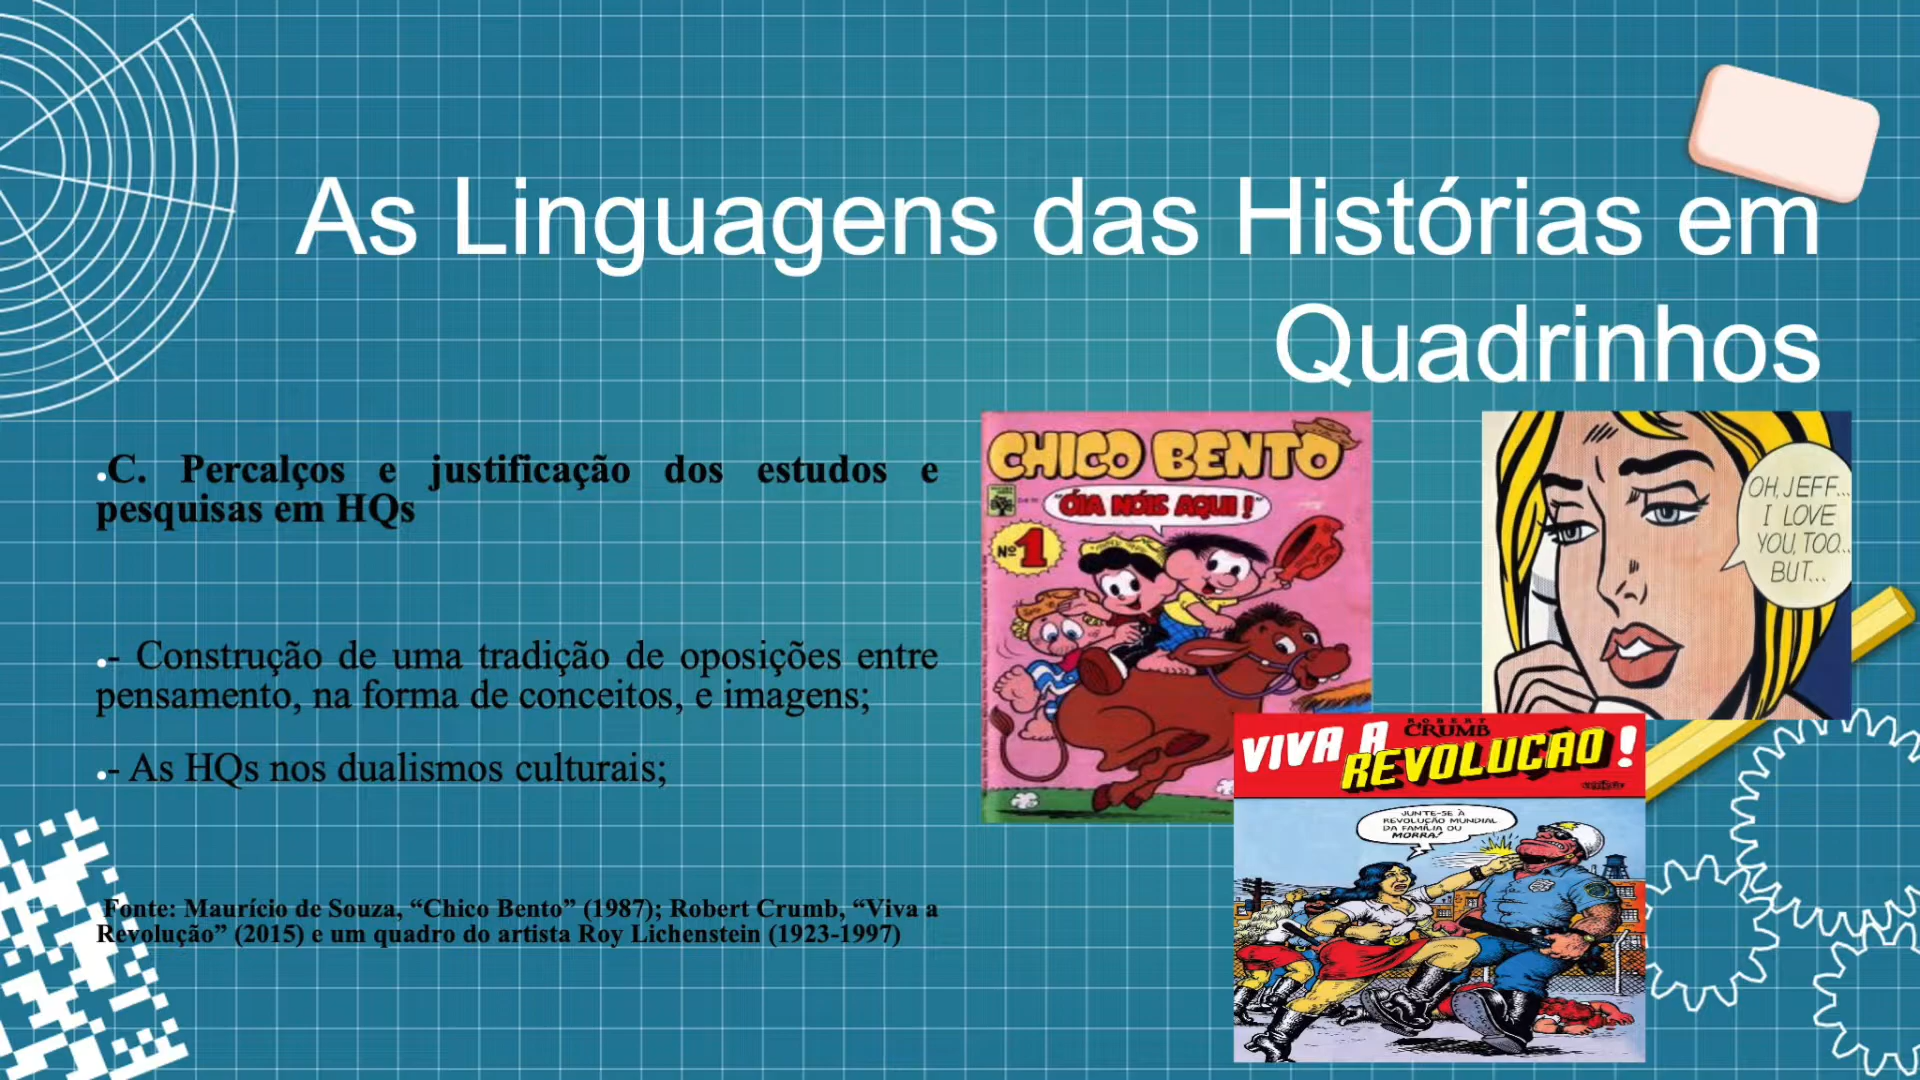 As Linguagens das Histórias em
Quadrinhos
.C. Percalços e justificação dos estudos e
pesquisas em HQs
.- Construção de uma tradição de oposições entre
pensamento, na forma de conceitos, e imagens;
.- As HQs nos dualismos culturais;
Fonte: Maurício de Souza, “Chico Bento” (1987); Robert Crumb, “Viva a
Revolução” (2015) e um quadro do artista Roy Lichenstein (1923-1997)
CHICO BENTO
"ÓIA NÓIS AQUI!"
Nº 1
OH, JEFF...
I LOVE
YOU, TOO...
BUT...
ROBERT
CRUMB
VIVA A
REVOLUÇÃO!
JUNTE-SE À
REVOLUÇÃO MUNDIAL
DA FAMÍLIA OU
MORRA!